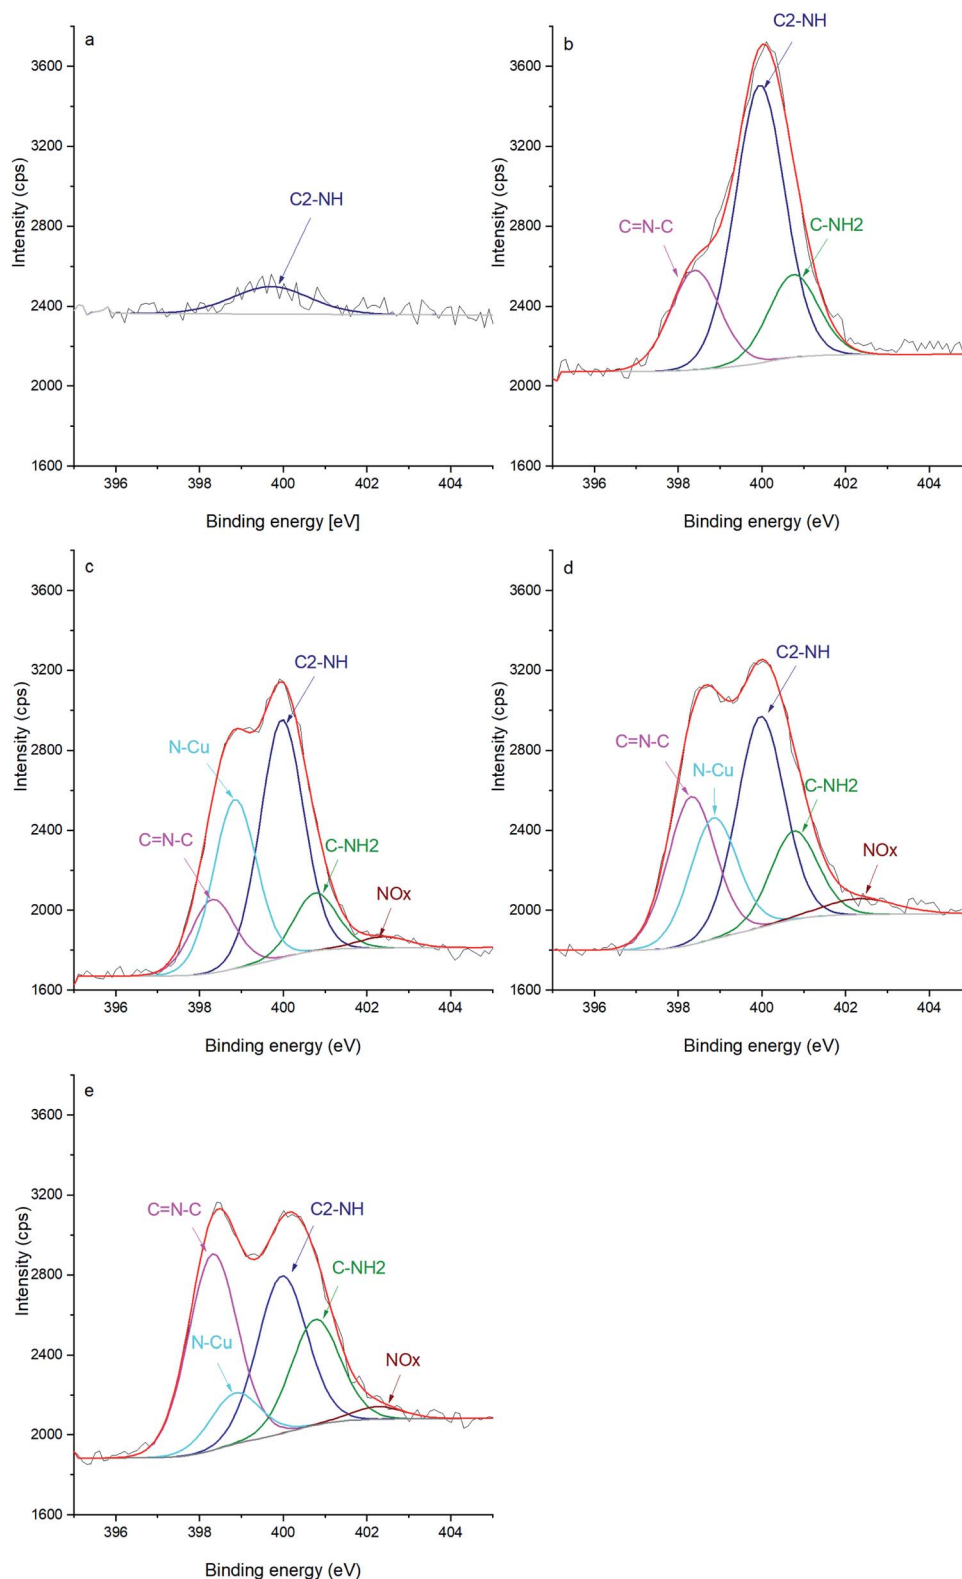 a
C2-NH
3600
3200
2800
2400
2000
1600
Intensity (cps)
396 398 400 402 404
Binding energy [eV]
b
C2-NH
C=N-C
C-NH2
3600
3200
2800
2400
2000
1600
Intensity (cps)
396 398 400 402 404
Binding energy (eV)
c
C2-NH
N-Cu
C=N-C
C-NH2
NOx
3600
3200
2800
2400
2000
1600
Intensity (cps)
396 398 400 402 404
Binding energy (eV)
d
C2-NH
C=N-C
N-Cu
C-NH2
NOx
3600
3200
2800
2400
2000
1600
Intensity (cps)
396 398 400 402 404
Binding energy (eV)
e
C=N-C
C2-NH
C-NH2
N-Cu
NOx
3600
3200
2800
2400
2000
1600
Intensity (cps)
396 398 400 402 404
Binding energy (eV)